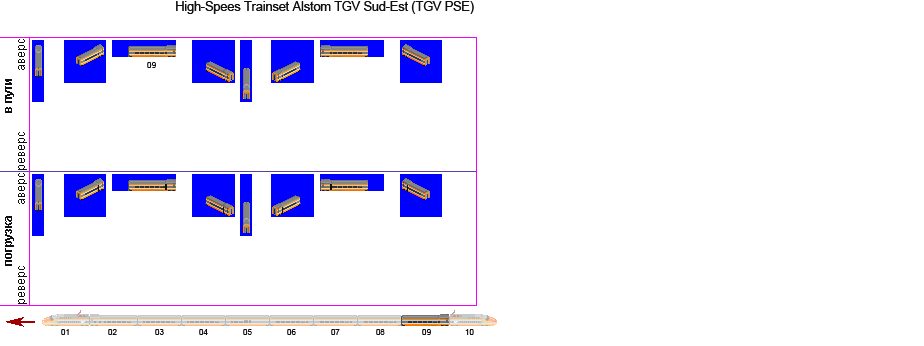 High-Spees Trainset Alstom TGV Sud-Est (TGV PSE)
аверс
09
в пути
реверс
аверс
погрузка
реверс
01 02 03 04 05 06 07 08 09 10